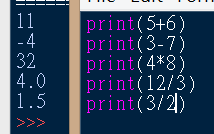 11
-4
32
4.0
1.5
>>>
print(5+6)
print(3-7)
print(4*8)
print(12/3)
print(3/2)